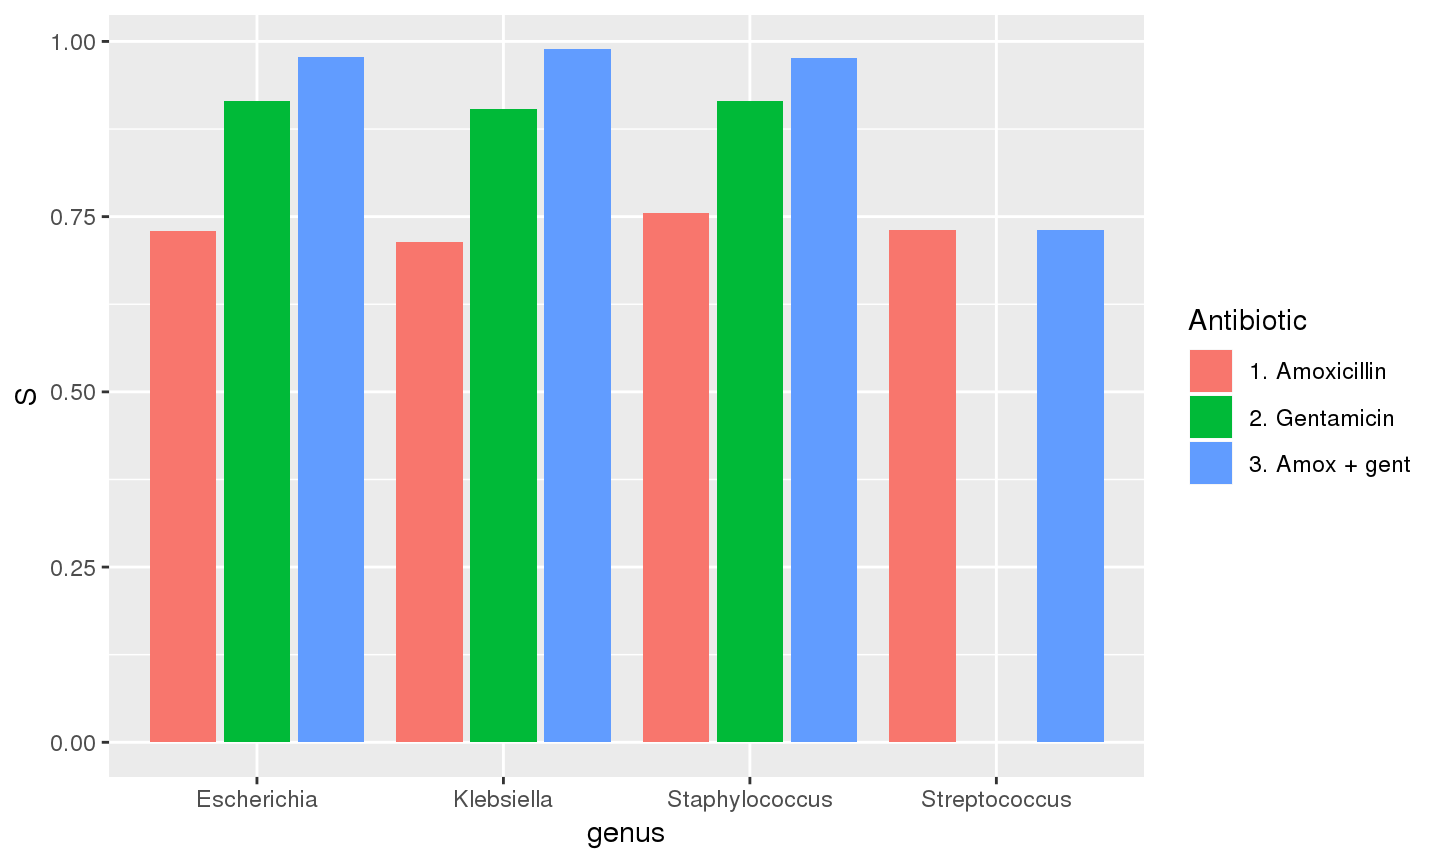 1.00
0.75
0.50
0.25
0.00
S
Escherichia
Klebsiella
Staphylococcus
Streptococcus
genus
Antibiotic
1. Amoxicillin
2. Gentamicin
3. Amox + gent